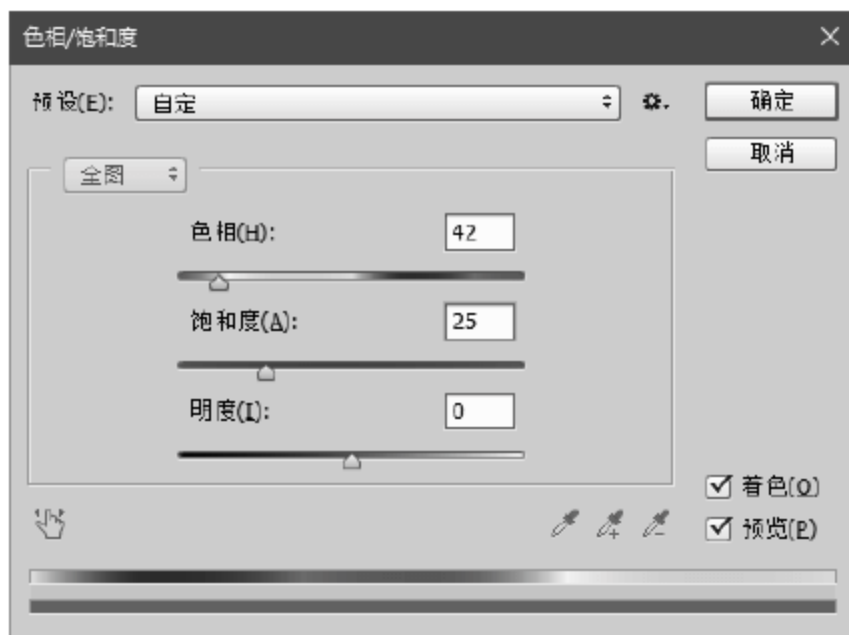 色相/饱和度
预设(E): 自定
确定
取消
全图
色相(H): 42
饱和度(A): 25
明度(I): 0
着色(O)
预览(P)